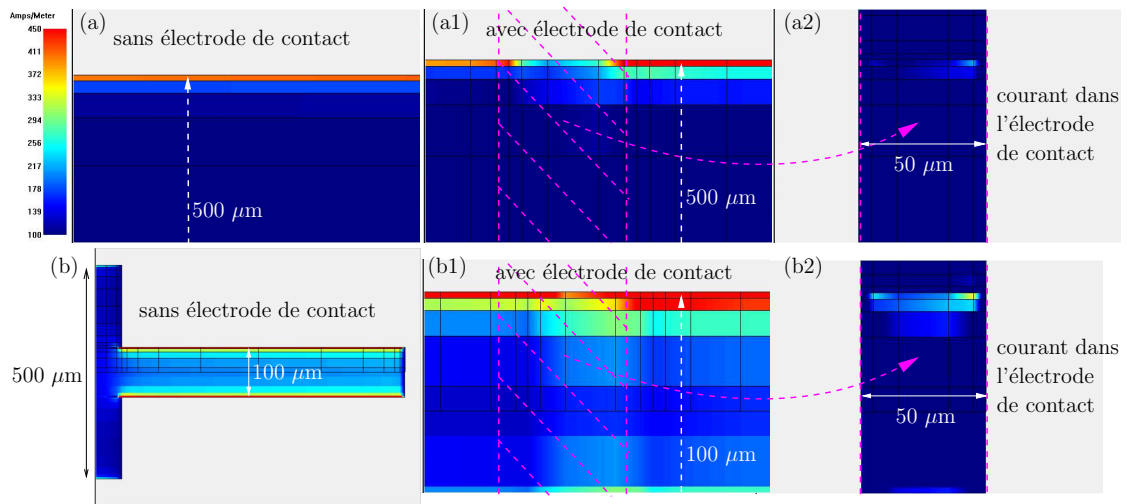 Amps/Meter
450
411
372
333
294
256
217
178
139
100
(a)
sans électrode de contact
500 μm
(a1)
avec électrode de contact
500 μm
(a2)
50 μm
courant dans
l'électrode
de contact
(b)
sans électrode de contact
500 μm
100 μm
(b1)
avec électrode de contact
100 μm
(b2)
50 μm
courant dans
l'électrode
de contact